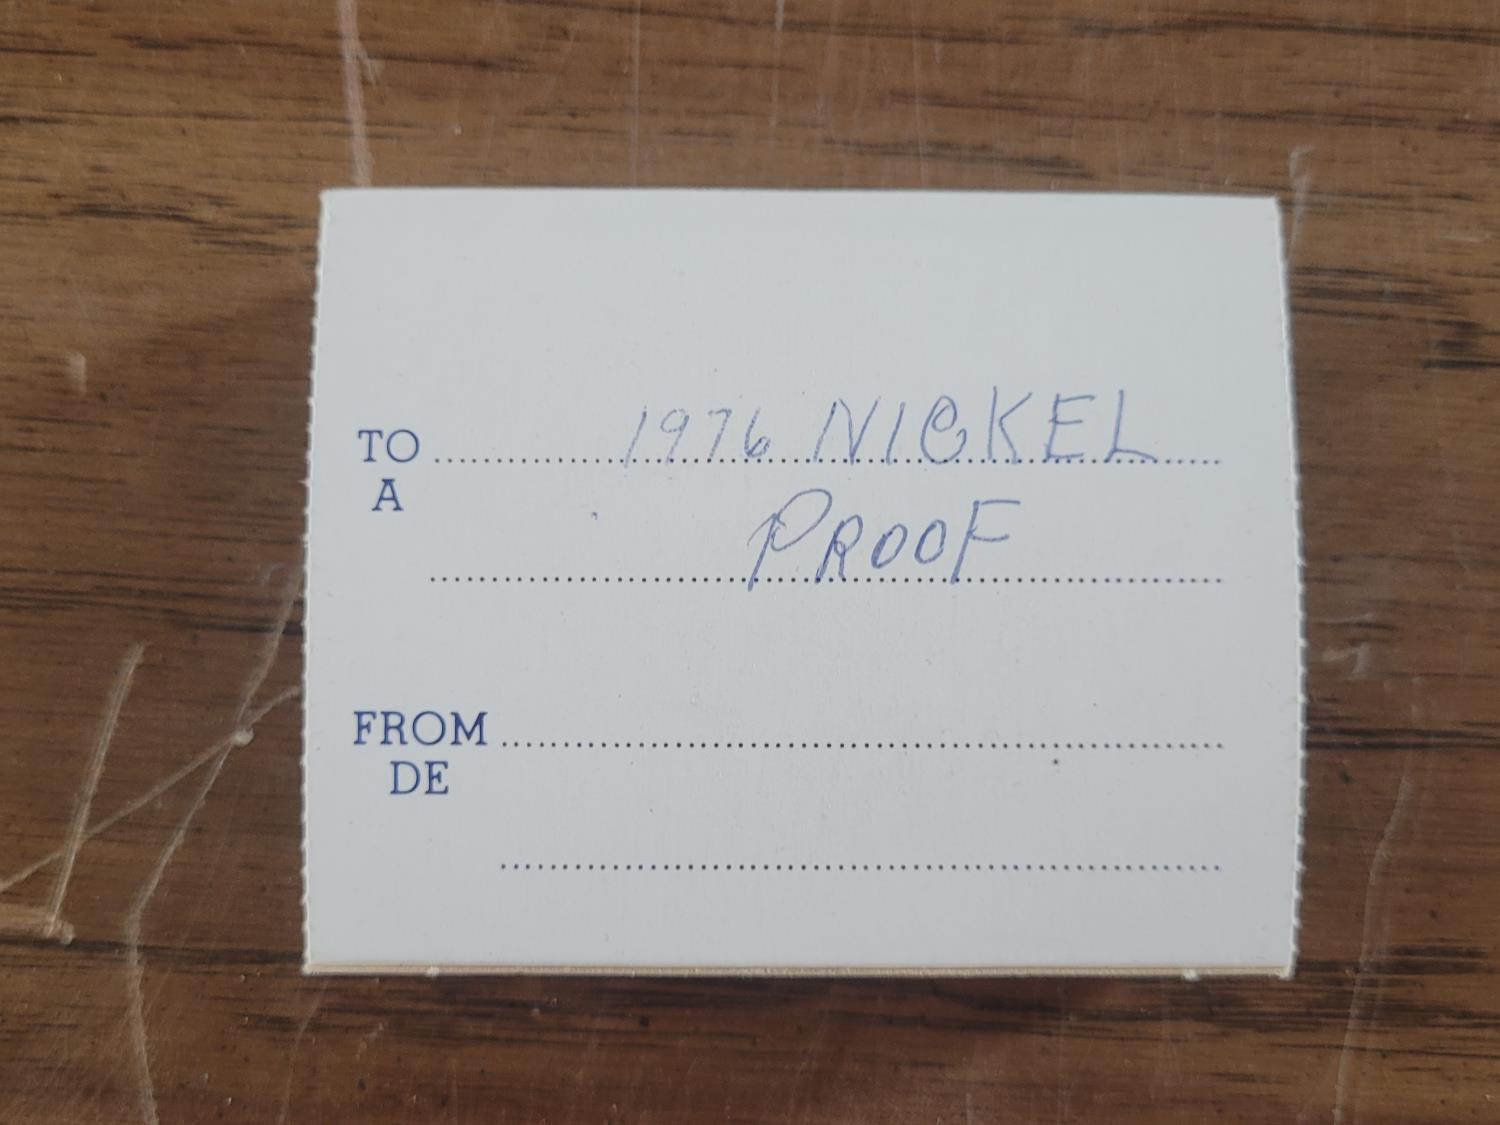 TO 1976 NICKEL
A
PROOF
FROM
DE